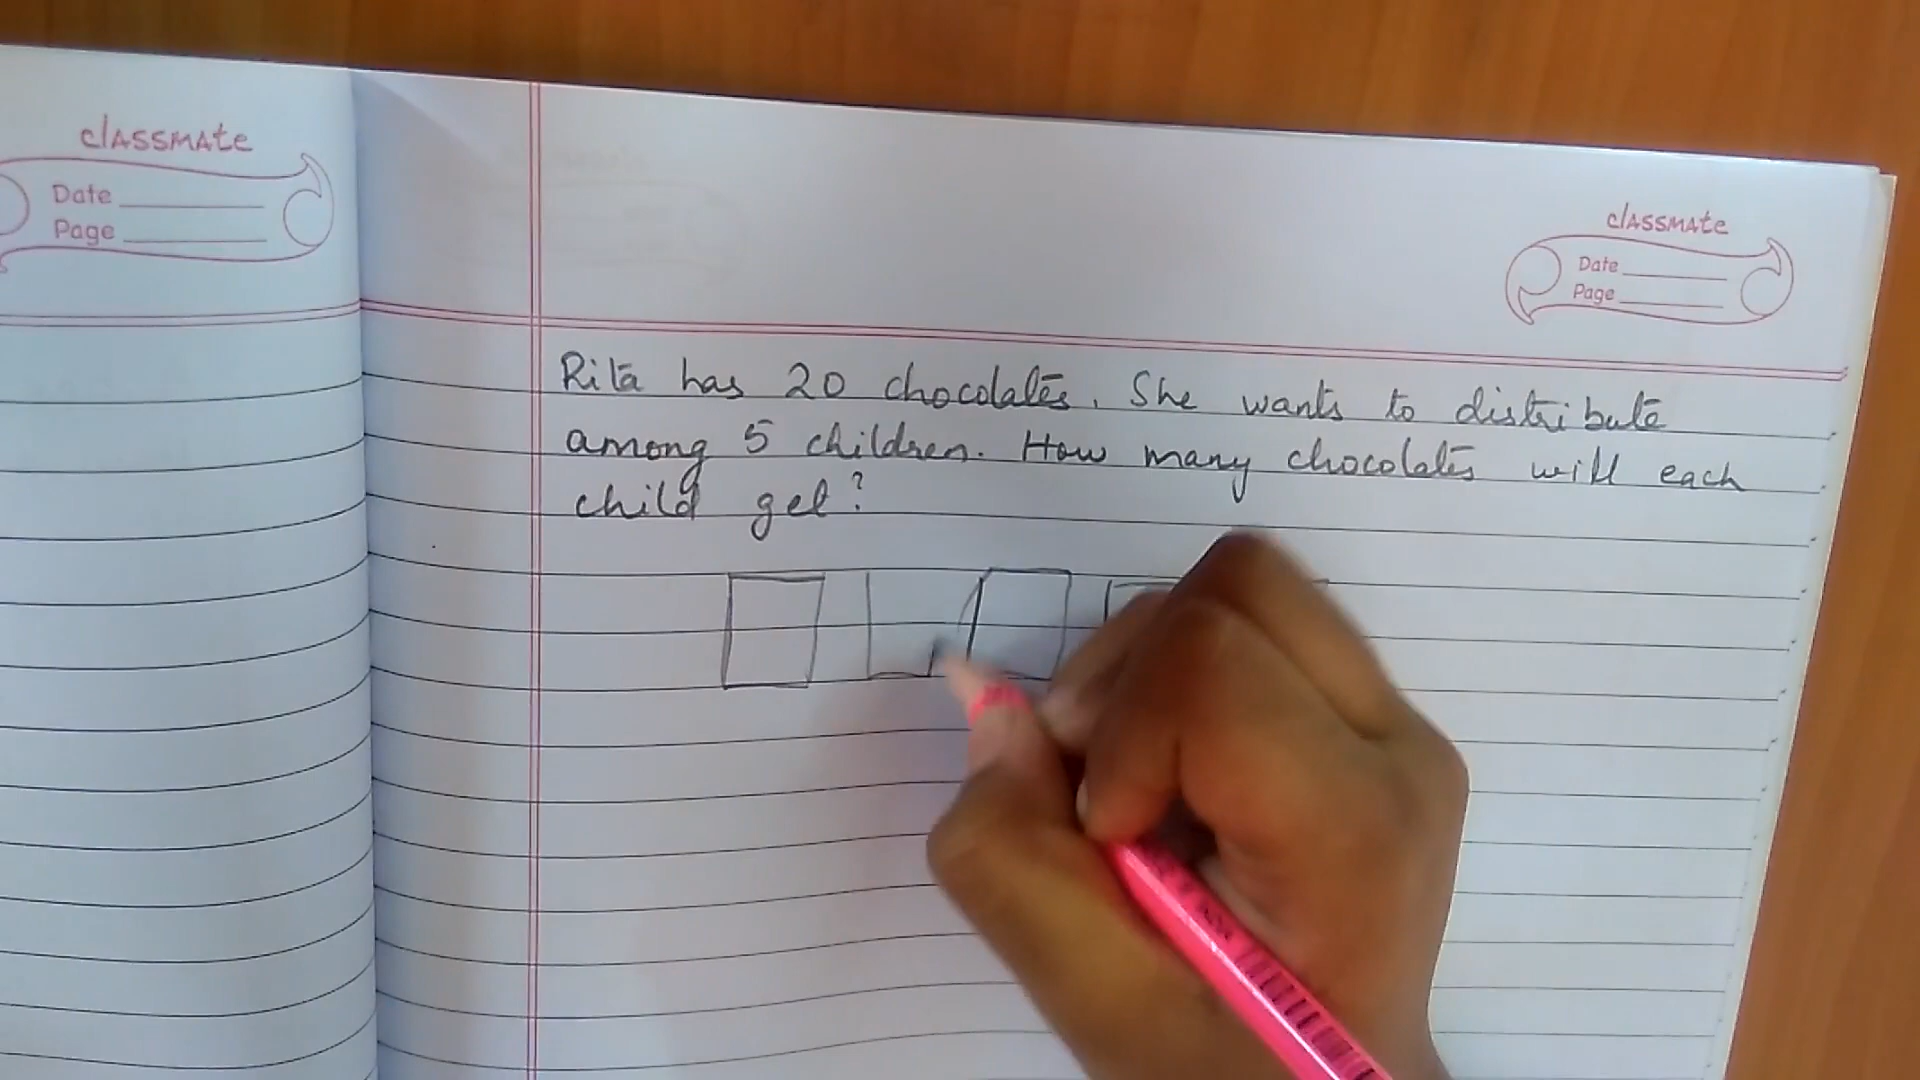 classmate
Date
Page
classmate
Date
Page
Rita has 20 chocolates. She wants to distribute
among 5 children. How many chocolates will each
child get?